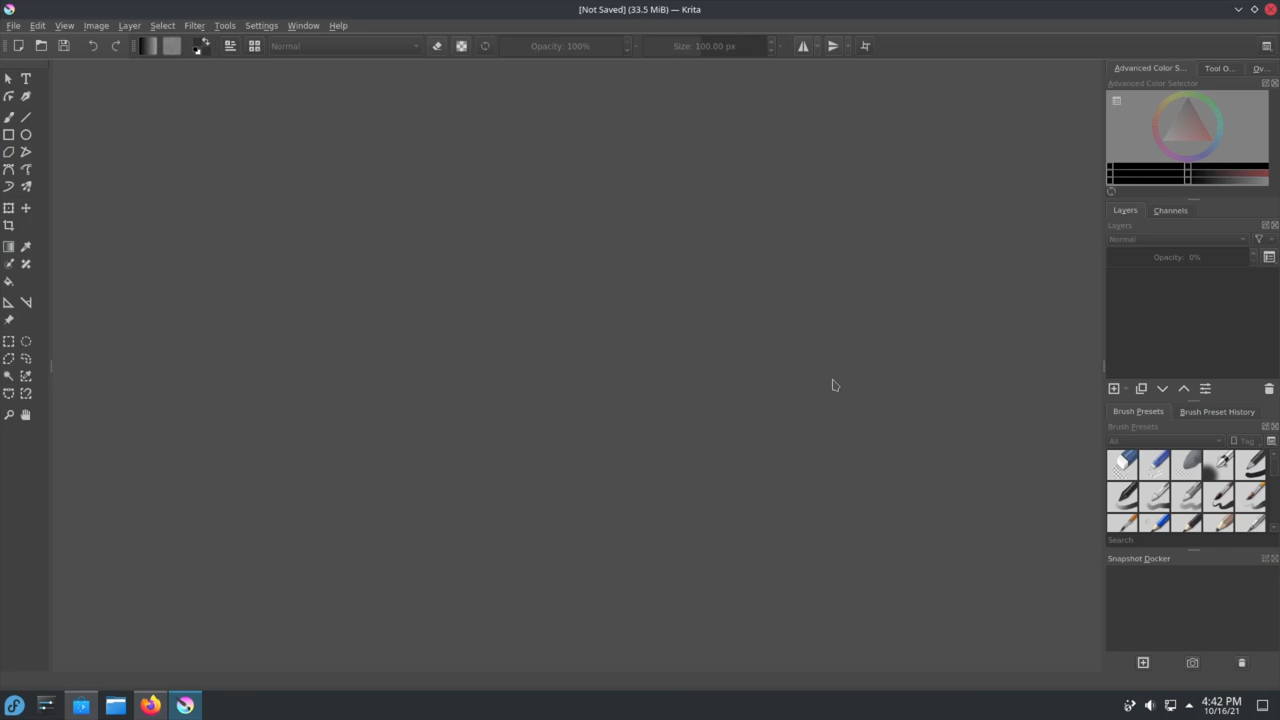 [Not Saved] (33.5 MiB) — Krita
File Edit View Image Layer Select Filter Tools Settings Window Help
Normal Opacity: 100% Size: 100.00 px
Advanced Color S... Tool O... Ov...
Advanced Color Selector
Layers Channels
Layers
Normal
Opacity: 0%
Brush Presets Brush Preset History
Brush Presets
All Tag
Search
Snapshot Docker
4:42 PM
10/16/21